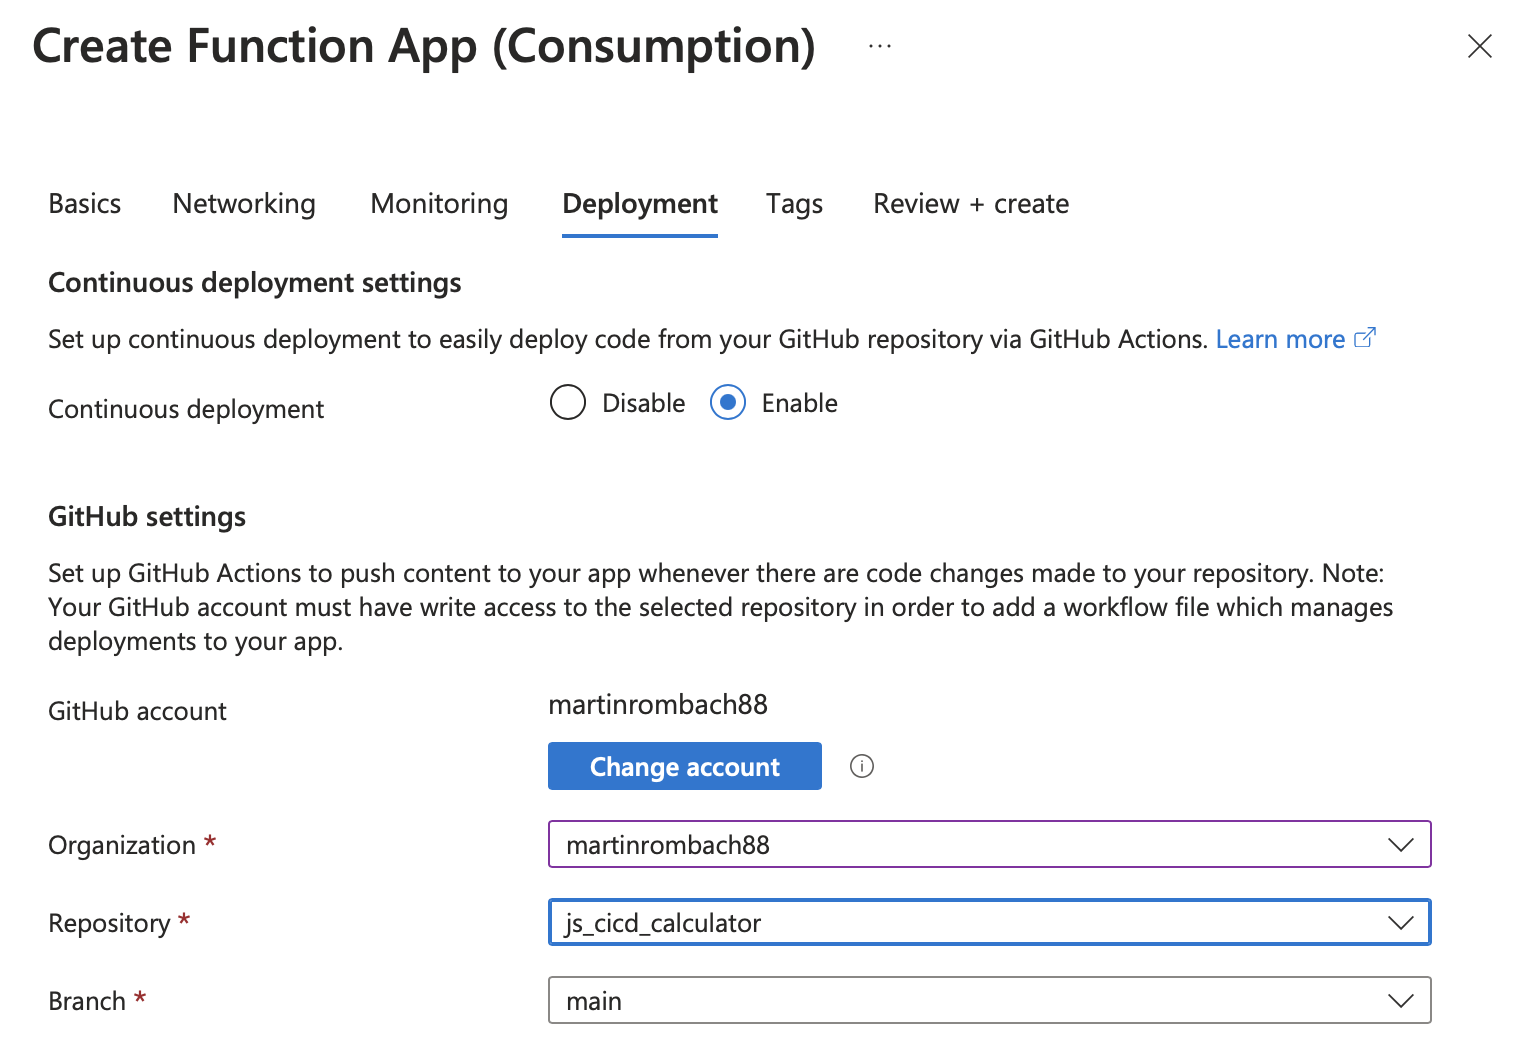 Create Function App (Consumption) ...
Basics Networking Monitoring Deployment Tags Review + create
Continuous deployment settings
Set up continuous deployment to easily deploy code from your GitHub repository via GitHub Actions. Learn more
Continuous deployment Disable Enable
GitHub settings
Set up GitHub Actions to push content to your app whenever there are code changes made to your repository. Note:
Your GitHub account must have write access to the selected repository in order to add a workflow file which manages
deployments to your app.
GitHub account martinrombach88
Change account
Organization * martinrombach88
Repository * js_cicd_calculator
Branch * main